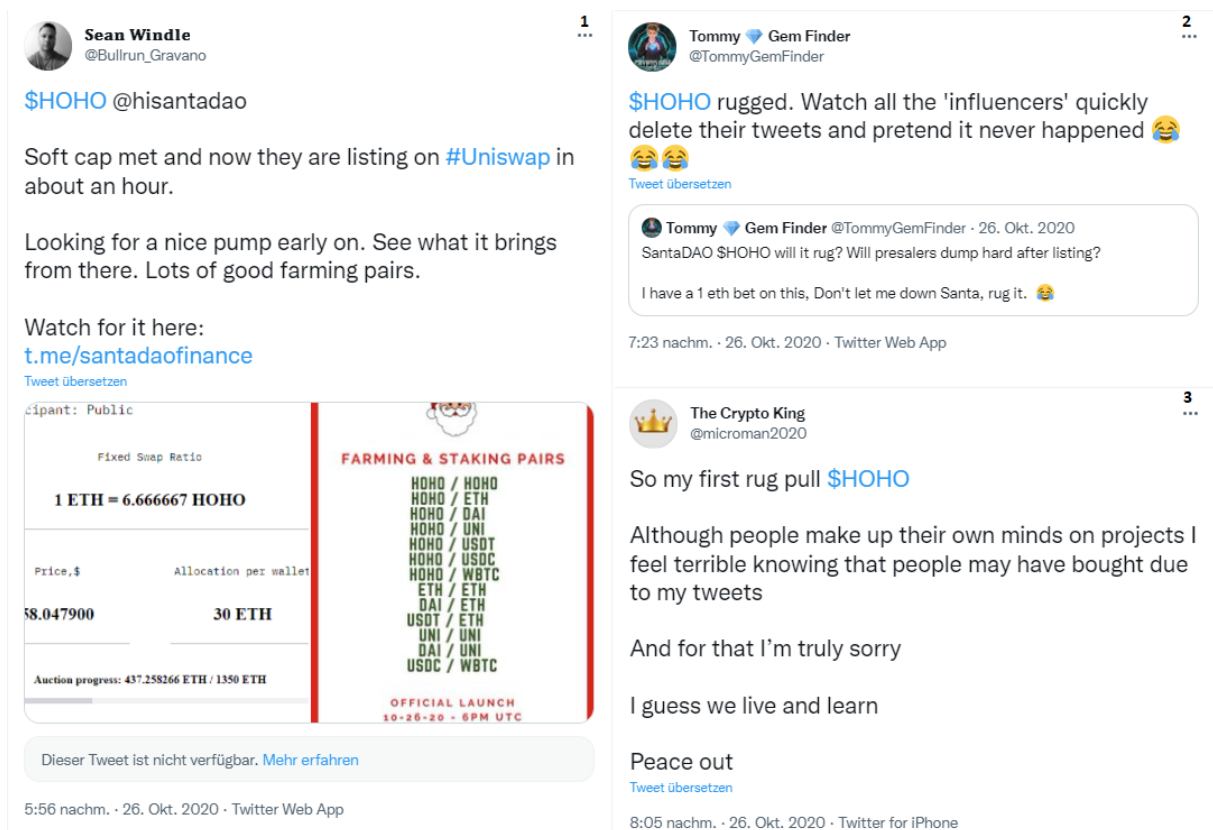 1
Sean Windle
@Bullrun_Gravano
...
$HOHO @hisantadao
Soft cap met and now they are listing on #Uniswap in
about an hour.
Looking for a nice pump early on. See what it brings
from there. Lots of good farming pairs.
Watch for it here:
t.me/santadaofinance
Tweet übersetzen
cipant: Public
Fixed Swap Ratio
1 ETH = 6.666667 HOHO
Price,$
Allocation per wallet
58.047900
30 ETH
Auction progress: 437.258266 ETH / 1350 ETH
FARMING & STAKING PAIRS
HOHO / HOHO
HOHO / ETH
HOHO / DAI
HOHO / UNI
HOHO / USDT
HOHO / USDC
HOHO / WBTC
ETH / ETH
DAI / ETH
USDT / ETH
UNI / UNI
DAI / UNI
USDC / WBTC
OFFICIAL LAUNCH
10-26-20 - 6PM UTC
Dieser Tweet ist nicht verfügbar. Mehr erfahren
5:56 nachm. · 26. Okt. 2020 · Twitter Web App
2
Tommy 💎 Gem Finder
@TommyGemFinder
...
$HOHO rugged. Watch all the 'influencers' quickly
delete their tweets and pretend it never happened 😂
😂😂
Tweet übersetzen
Tommy 💎 Gem Finder @TommyGemFinder · 26. Okt. 2020
SantaDAO $HOHO will it rug? Will presalers dump hard after listing?
I have a 1 eth bet on this, Don't let me down Santa, rug it. 😂
7:23 nachm. · 26. Okt. 2020 · Twitter Web App
3
The Crypto King
@microman2020
...
So my first rug pull $HOHO
Although people make up their own minds on projects I
feel terrible knowing that people may have bought due
to my tweets
And for that I’m truly sorry
I guess we live and learn
Peace out
Tweet übersetzen
8:05 nachm. · 26. Okt. 2020 · Twitter for iPhone